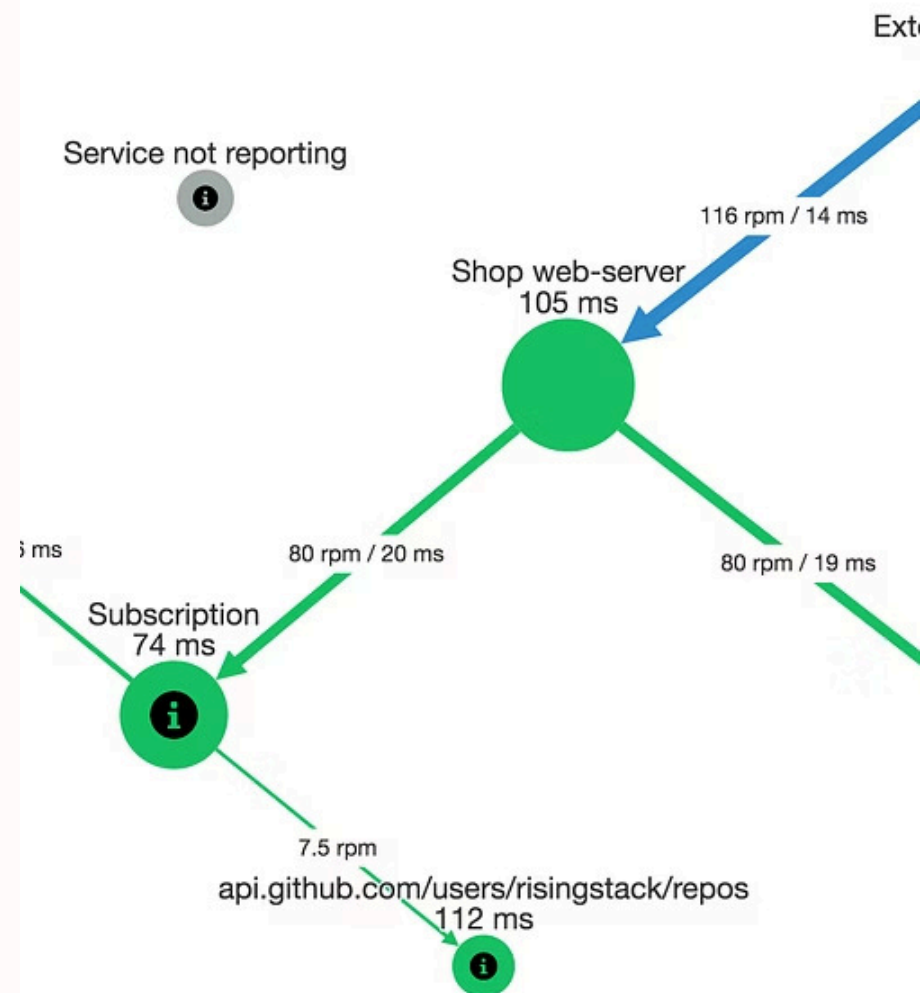 Service not reporting
116 rpm / 14 ms
Shop web-server
105 ms
80 rpm / 20 ms
80 rpm / 19 ms
ms
Subscription
74 ms
7.5 rpm
api.github.com/users/risingstack/repos
112 ms